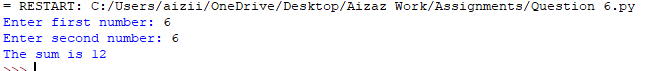 = RESTART: C:/Users/aizii/OneDrive/Desktop/Aizaz Work/Assignments/Question 6.py
Enter first number: 6
Enter second number: 6
The sum is 12
>>>